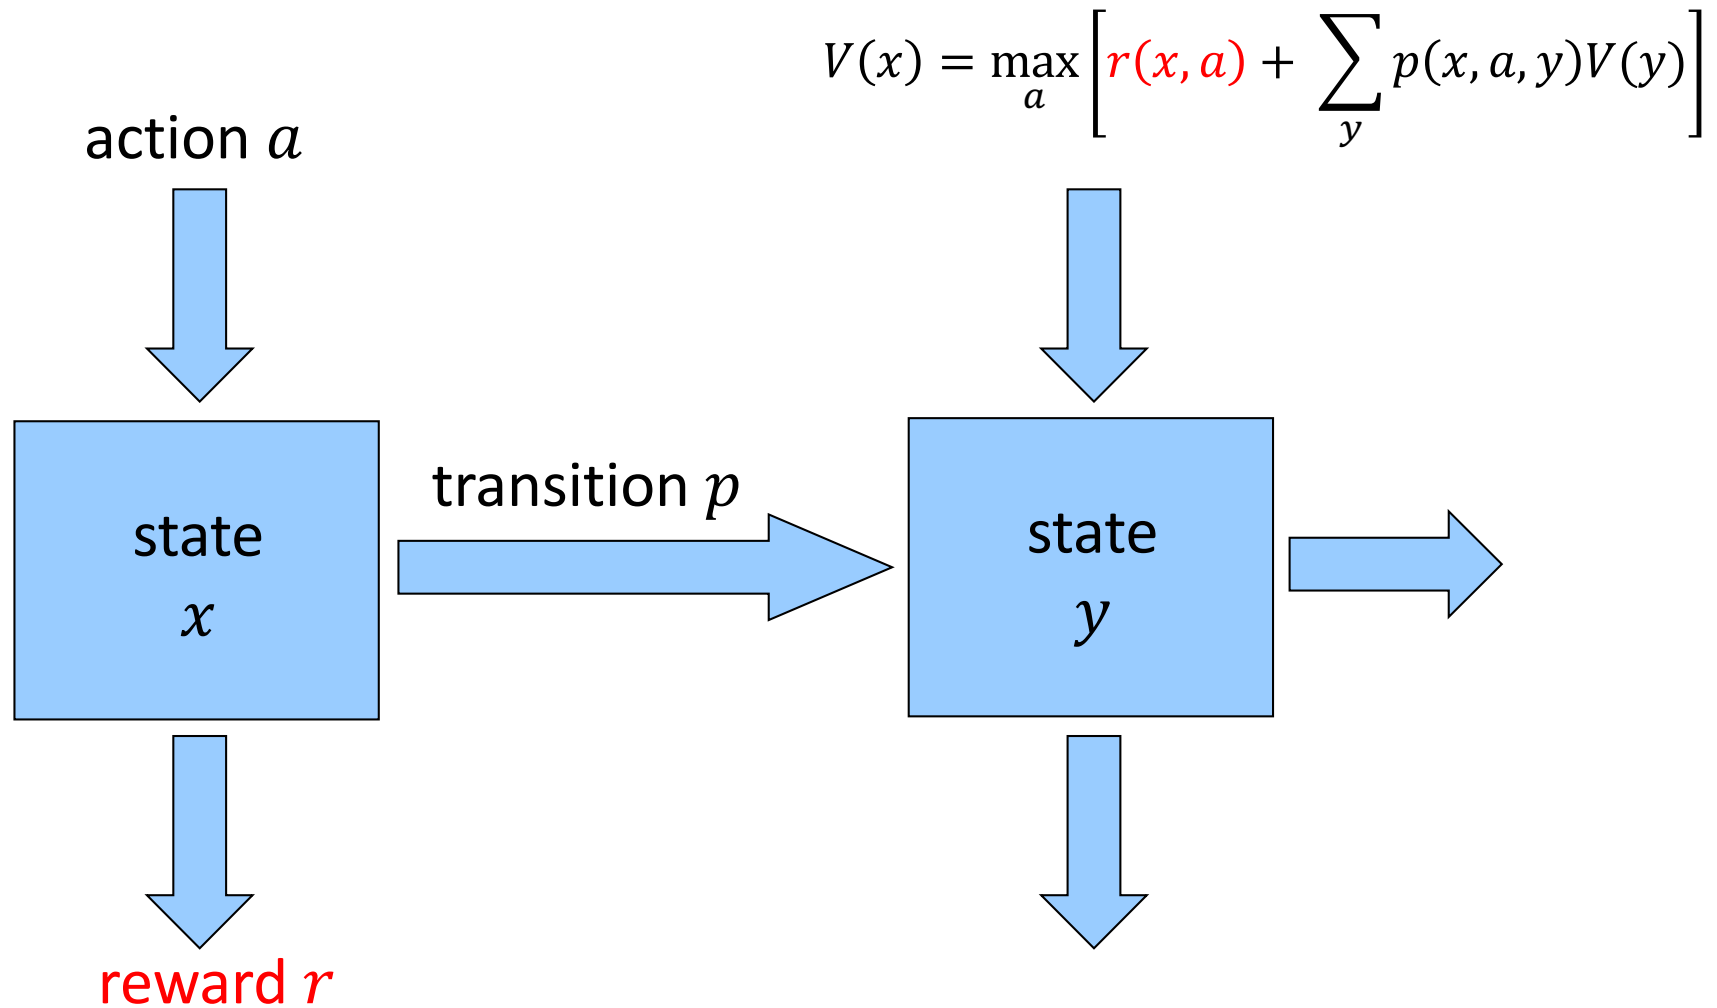 V(x) = max a [r(x, a) + ∑ y p(x, a, y)V(y)]
action a
transition p
state
x
state
y
reward r